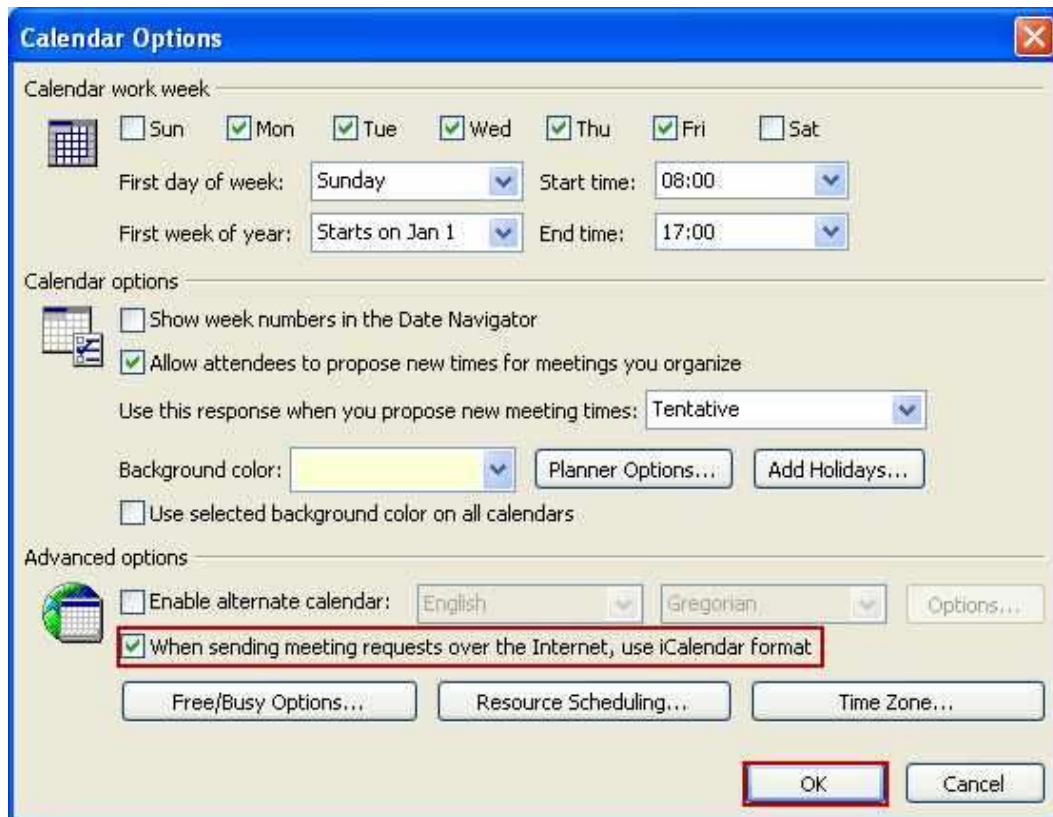 Calendar Options
Calendar work week
Sun Mon Tue Wed Thu Fri Sat
First day of week: Sunday Start time: 08:00
First week of year: Starts on Jan 1 End time: 17:00
Calendar options
Show week numbers in the Date Navigator
Allow attendees to propose new times for meetings you organize
Use this response when you propose new meeting times: Tentative
Background color: Planner Options... Add Holidays...
Use selected background color on all calendars
Advanced options
Enable alternate calendar: English Gregorian Options...
When sending meeting requests over the Internet, use iCalendar format
Free/Busy Options... Resource Scheduling... Time Zone...
OK Cancel